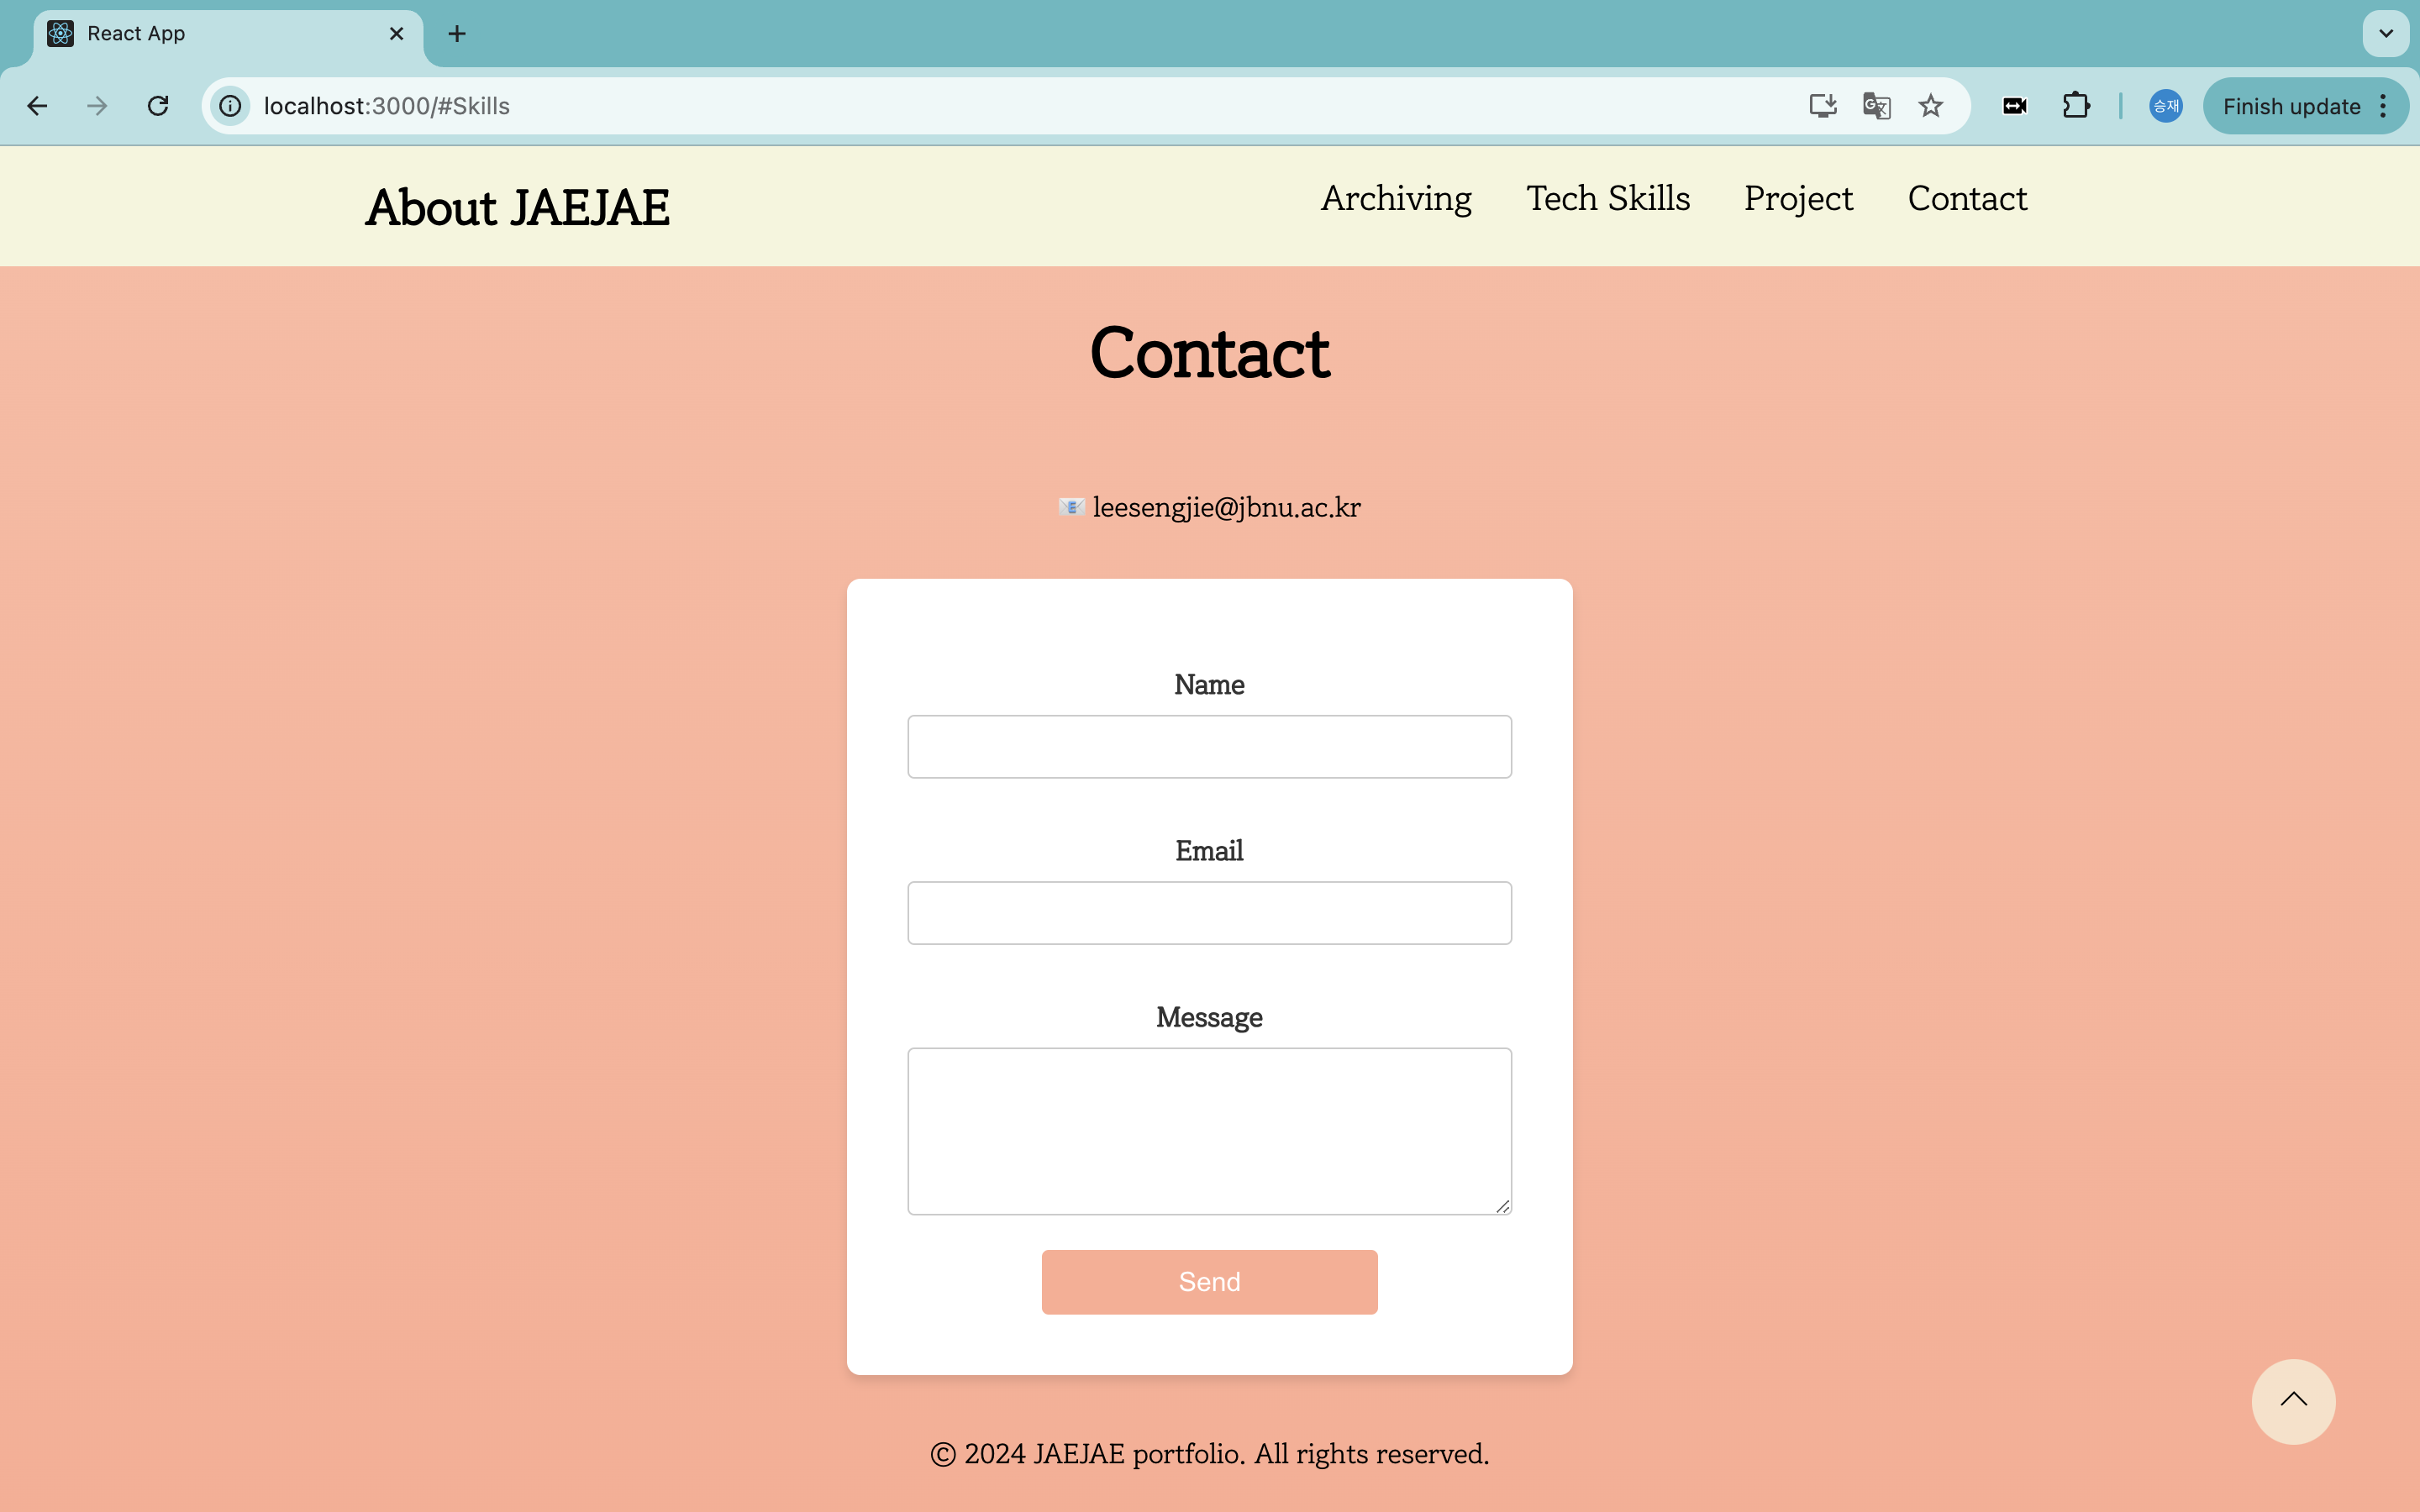 React App
localhost:3000/#Skills
승재
Finish update
About JAEJAE
Archiving Tech Skills Project Contact
Contact
📧 leesengjie@jbnu.ac.kr
Name
Email
Message
Send
© 2024 JAEJAE portfolio. All rights reserved.